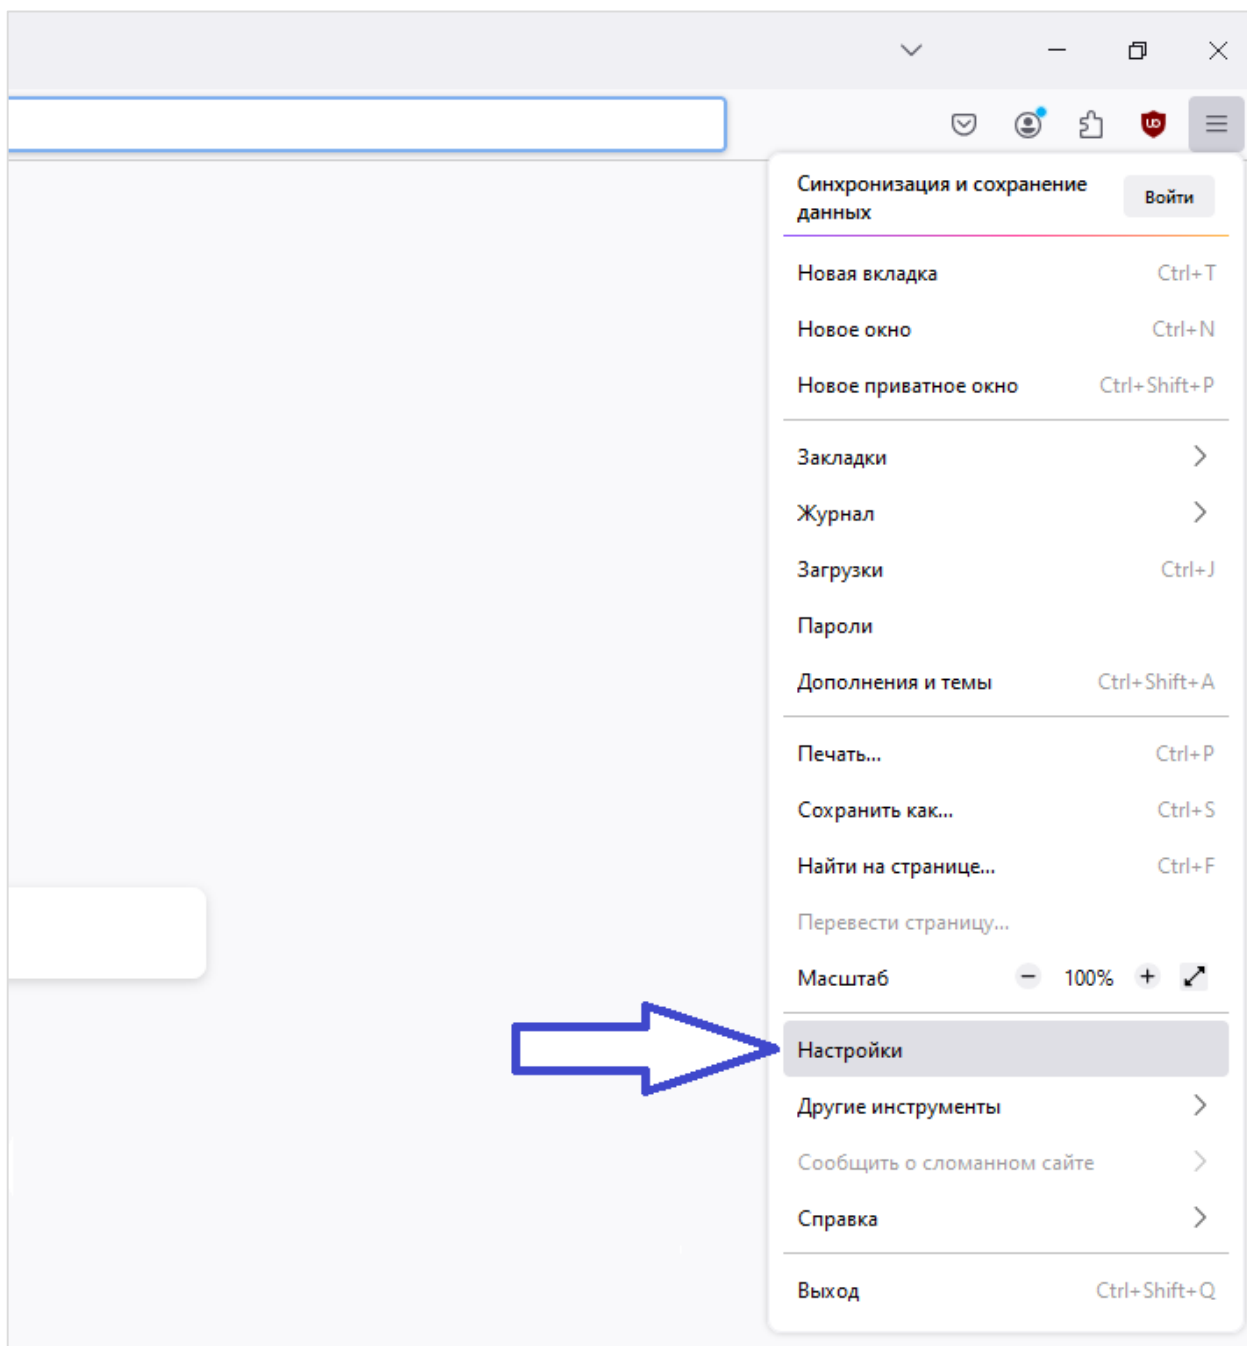 Синхронизация и сохранение
данных
Войти
Новая вкладка Ctrl+T
Новое окно Ctrl+N
Новое приватное окно Ctrl+Shift+P
Закладки
Журнал
Загрузки Ctrl+J
Пароли
Дополнения и темы Ctrl+Shift+A
Печать... Ctrl+P
Сохранить как... Ctrl+S
Найти на странице... Ctrl+F
Перевести страницу...
Масштаб − 100% +
Настройки
Другие инструменты
Сообщить о сломанном сайте
Справка
Выход Ctrl+Shift+Q